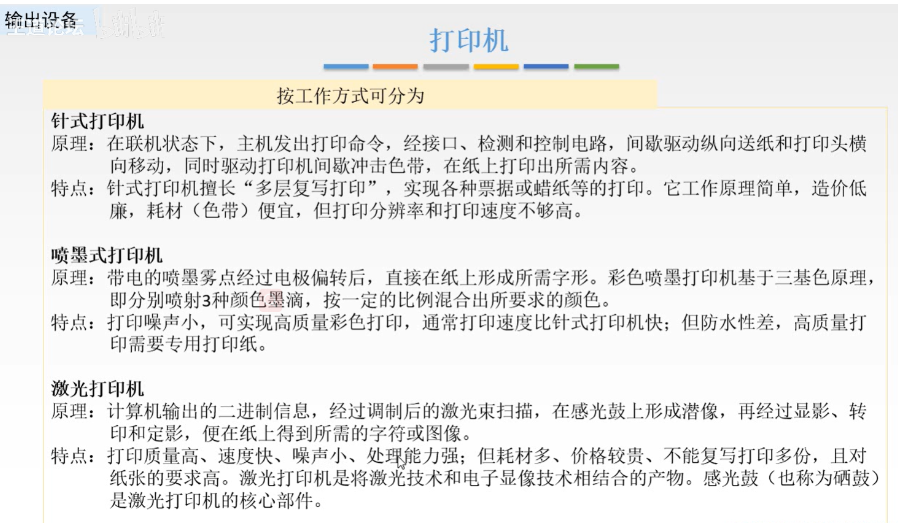 输出设备
打印机
按工作方式可分为
针式打印机
原理：在联机状态下，主机发出打印命令，经接口、检测和控制电路，间歇驱动纵向送纸和打印头横
向移动，同时驱动打印机间歇冲击色带，在纸上打印出所需内容。
特点：针式打印机擅长“多层复写打印”，实现各种票据或蜡纸等的打印。它工作原理简单，造价低
廉，耗材（色带）便宜，但打印分辨率和打印速度不够高。
喷墨式打印机
原理：带电的喷墨雾点经过电极偏转后，直接在纸上形成所需字形。彩色喷墨打印机基于三基色原理，
即分别喷射3种颜色墨滴，按一定的比例混合出所要求的颜色。
特点：打印噪声小，可实现高质量彩色打印，通常打印速度比针式打印机快；但防水性差，高质量打
印需要专用打印纸。
激光打印机
原理：计算机输出的二进制信息，经过调制后的激光束扫描，在感光鼓上形成潜像，再经过显影、转
印和定影，便在纸上得到所需的字符或图像。
特点：打印质量高、速度快、噪声小、处理能力强；但耗材多、价格较贵、不能复写打印多份，且对
纸张的要求高。激光打印机是将激光技术和电子显像技术相结合的产物。感光鼓（也称为硒鼓）
是激光打印机的核心部件。